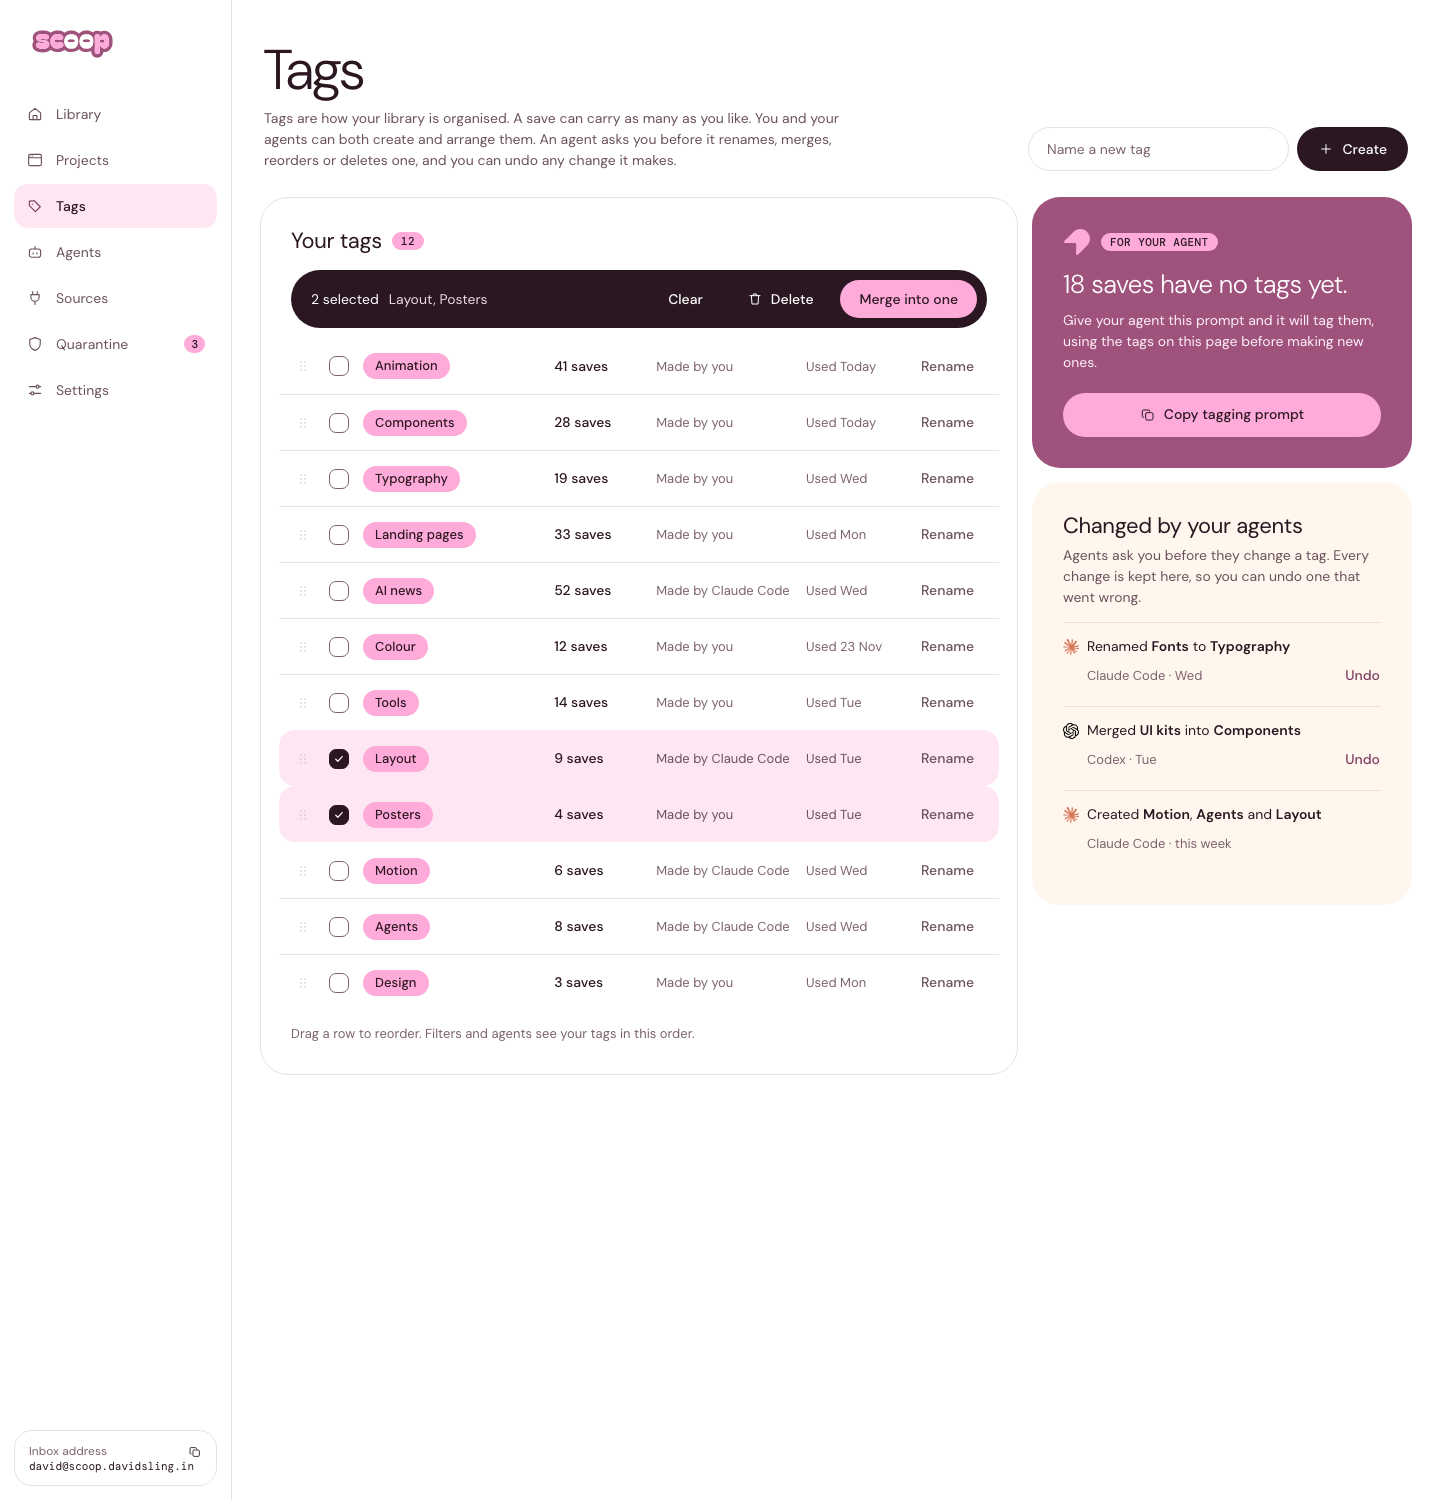 scoop
Library
Projects
Tags
Agents
Sources
Quarantine 3
Settings
Inbox address
david@scoop.davidsling.in
Tags
Tags are how your library is organised. A save can carry as many as you like. You and your
agents can both create and arrange them. An agent asks you before it renames, merges,
reorders or deletes one, and you can undo any change it makes.
Name a new tag
Create
Your tags 12
2 selected Layout, Posters Clear Delete Merge into one
Animation 41 saves Made by you Used Today Rename
Components 28 saves Made by you Used Today Rename
Typography 19 saves Made by you Used Wed Rename
Landing pages 33 saves Made by you Used Mon Rename
AI news 52 saves Made by Claude Code Used Wed Rename
Colour 12 saves Made by you Used 23 Nov Rename
Tools 14 saves Made by you Used Tue Rename
Layout 9 saves Made by Claude Code Used Tue Rename
Posters 4 saves Made by you Used Tue Rename
Motion 6 saves Made by Claude Code Used Wed Rename
Agents 8 saves Made by Claude Code Used Wed Rename
Design 3 saves Made by you Used Mon Rename
Drag a row to reorder. Filters and agents see your tags in this order.
FOR YOUR AGENT
18 saves have no tags yet.
Give your agent this prompt and it will tag them,
using the tags on this page before making new
ones.
Copy tagging prompt
Changed by your agents
Agents ask you before they change a tag. Every
change is kept here, so you can undo one that
went wrong.
Renamed Fonts to Typography
Claude Code · Wed Undo
Merged UI kits into Components
Codex · Tue Undo
Created Motion, Agents and Layout
Claude Code · this week